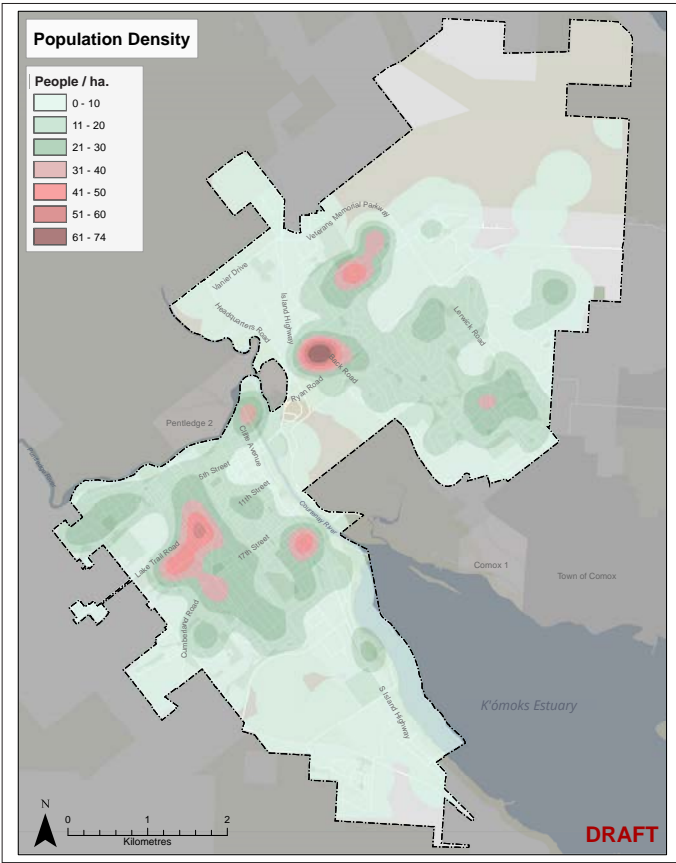 Population Density
People / ha.
0 - 10
11 - 20
21 - 30
31 - 40
41 - 50
51 - 60
61 - 74
Veterans Memorial Parkway
Vanier Drive
Island Highway
Headquarters Road
Lerwick Road
Back Road
Ryan Road
Pentledge 2
Cliffe Avenue
5th Street
11th Street
Courtenay River
17th Street
Lake Trail Road
Comox 1
Town of Comox
Cumberland Road
S Island Highway
K'ómoks Estuary
N
0 1 2
Kilometres
DRAFT